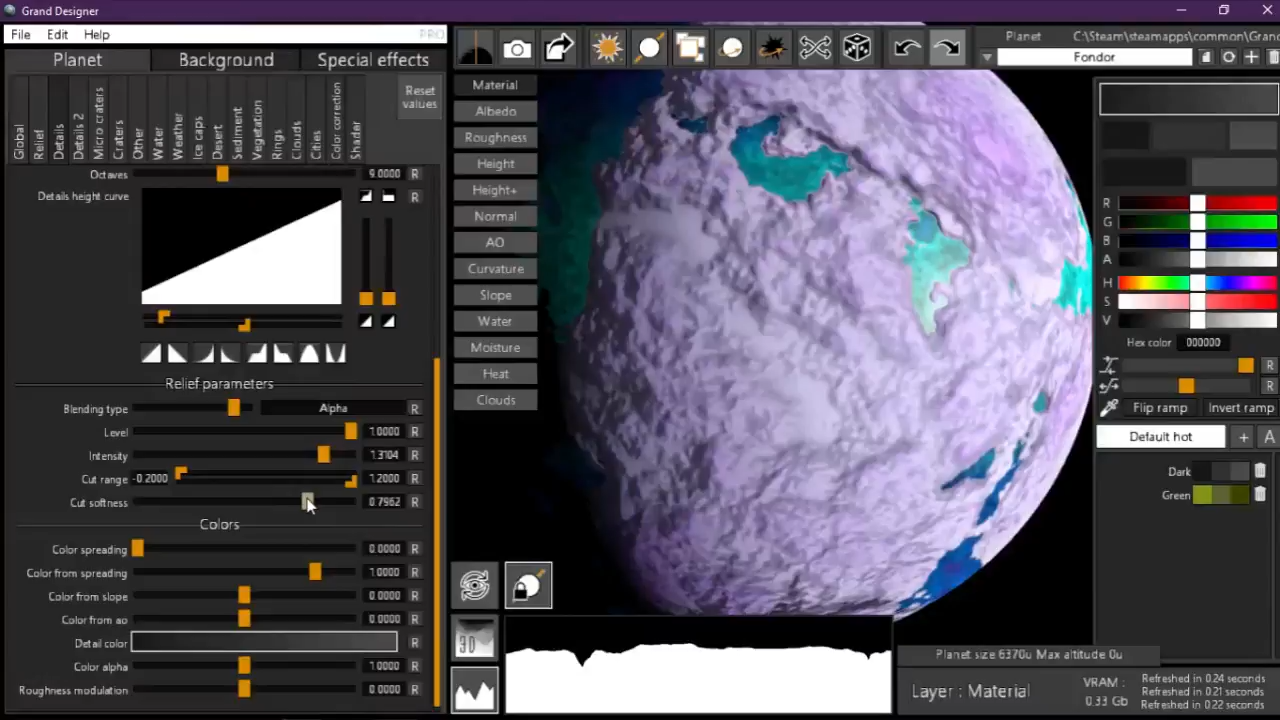 Grand Designer
File Edit Help PRO
Planet Background Special effects
Global Relief Details Details 2 Micro craters Craters Other Water Weather Ice caps Desert Sediment Vegetation Rings Clouds Cities Color correction Shader
Reset values
Octaves 9.0000 R
Details height curve R
Relief parameters
Blending type Alpha R
Level 1.0000 R
Intensity 1.3104 R
Cut range -0.2000 1.2000 R
Cut softness 0.7962 R
Colors
Color spreading 0.0000 R
Color from spreading 1.0000 R
Color from slope 0.0000 R
Color from ao 0.0000 R
Detail color R
Color alpha 1.0000 R
Roughness modulation 0.0000 R
Material
Albedo
Roughness
Height
Height+
Normal
AO
Curvature
Slope
Water
Moisture
Heat
Clouds
3D
Planet C:\Steam\steamapps\common\Gran
Fondor
R
G
B
A
H
S
V
Hex color 000000
R
R
Flip ramp Invert ramp
Default hot + A
Dark
Green
Planet size 6370u Max altitude 0u
Layer : Material
VRAM :
0.33 Gb
Refreshed in 0.24 seconds
Refreshed in 0.21 seconds
Refreshed in 0.22 seconds